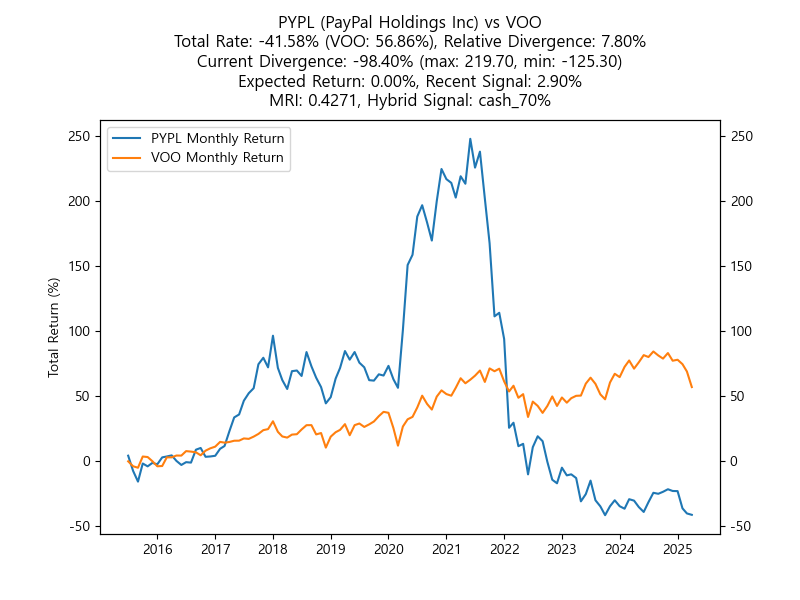 PYPL (PayPal Holdings Inc) vs VOO
Total Rate: -41.58% (VOO: 56.86%), Relative Divergence: 7.80%
Current Divergence: -98.40% (max: 219.70, min: -125.30)
Expected Return: 0.00%, Recent Signal: 2.90%
MRI: 0.4271, Hybrid Signal: cash_70%
PYPL Monthly Return
VOO Monthly Return
Total Return (%)
250
200
150
100
50
0
-50
250
200
150
100
50
0
-50
2016 2017 2018 2019 2020 2021 2022 2023 2024 2025